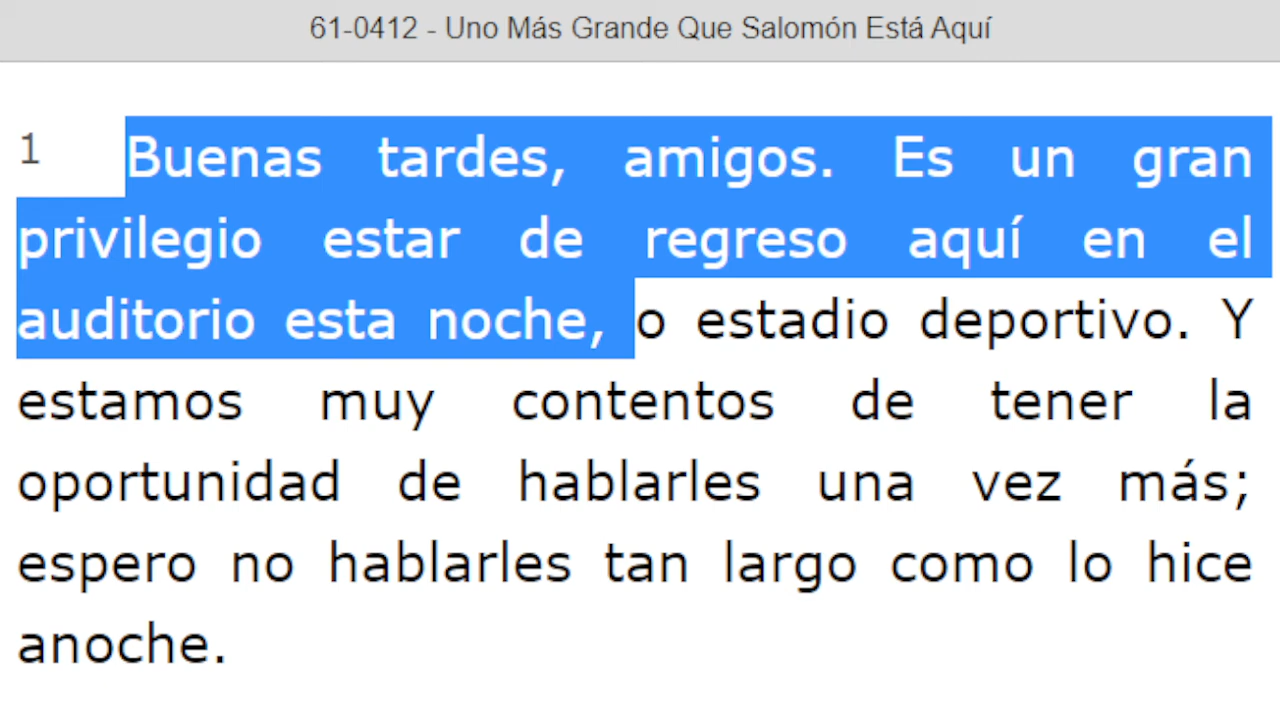 61-0412 - Uno Más Grande Que Salomón Está Aquí
1 Buenas tardes, amigos. Es un gran
privilegio estar de regreso aquí en el
auditorio esta noche, o estadio deportivo. Y
estamos muy contentos de tener la
oportunidad de hablarles una vez más;
espero no hablarles tan largo como lo hice
anoche.